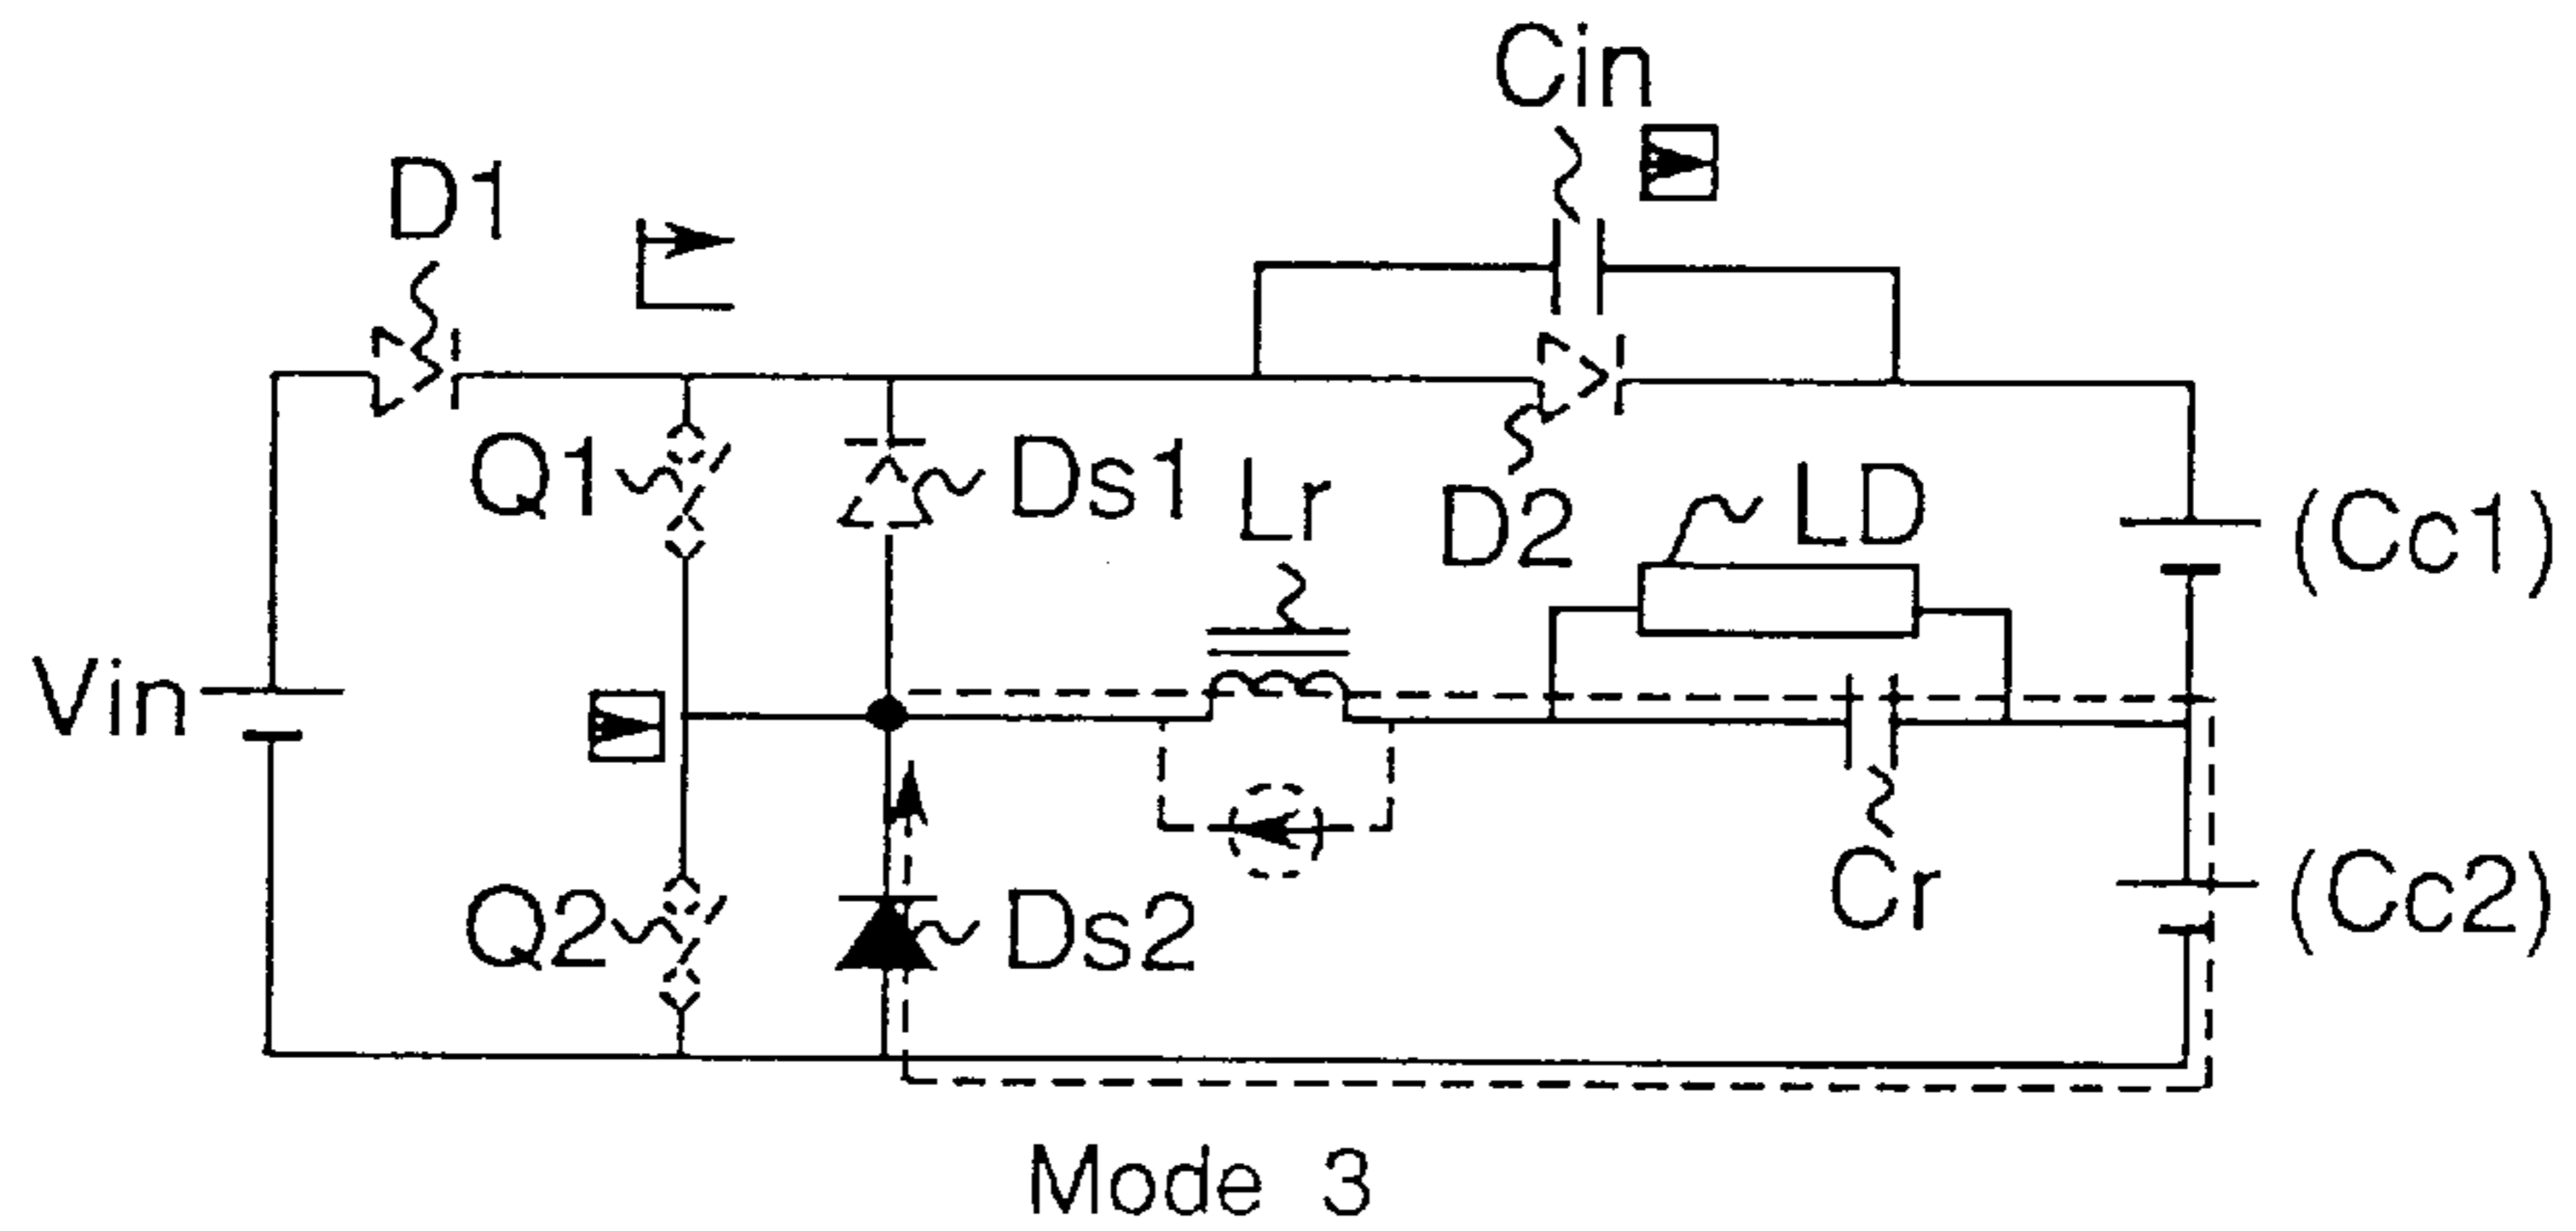 Cin
D1
Q1
Ds1
Lr
D2
LD
(Cc1)
Vin
Q2
Ds2
Cr
(Cc2)
Mode 3